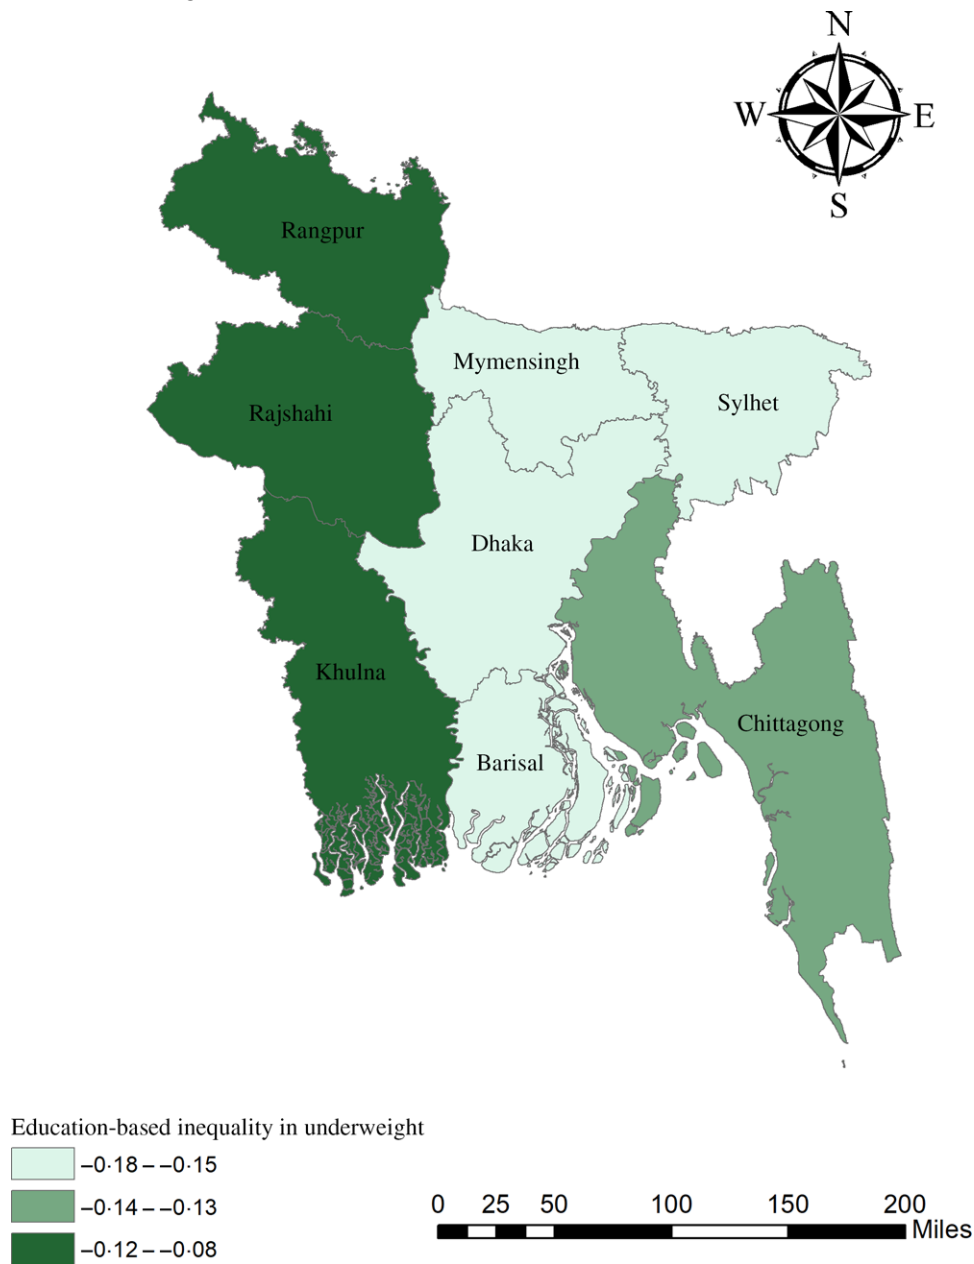 N
W E
S
Rangpur
Mymensingh
Sylhet
Rajshahi
Dhaka
Khulna
Chittagong
Barisal
Education-based inequality in underweight
–0·18 – –0·15
–0·14 – –0·13
–0·12 – –0·08
0 25 50 100 150 200
Miles